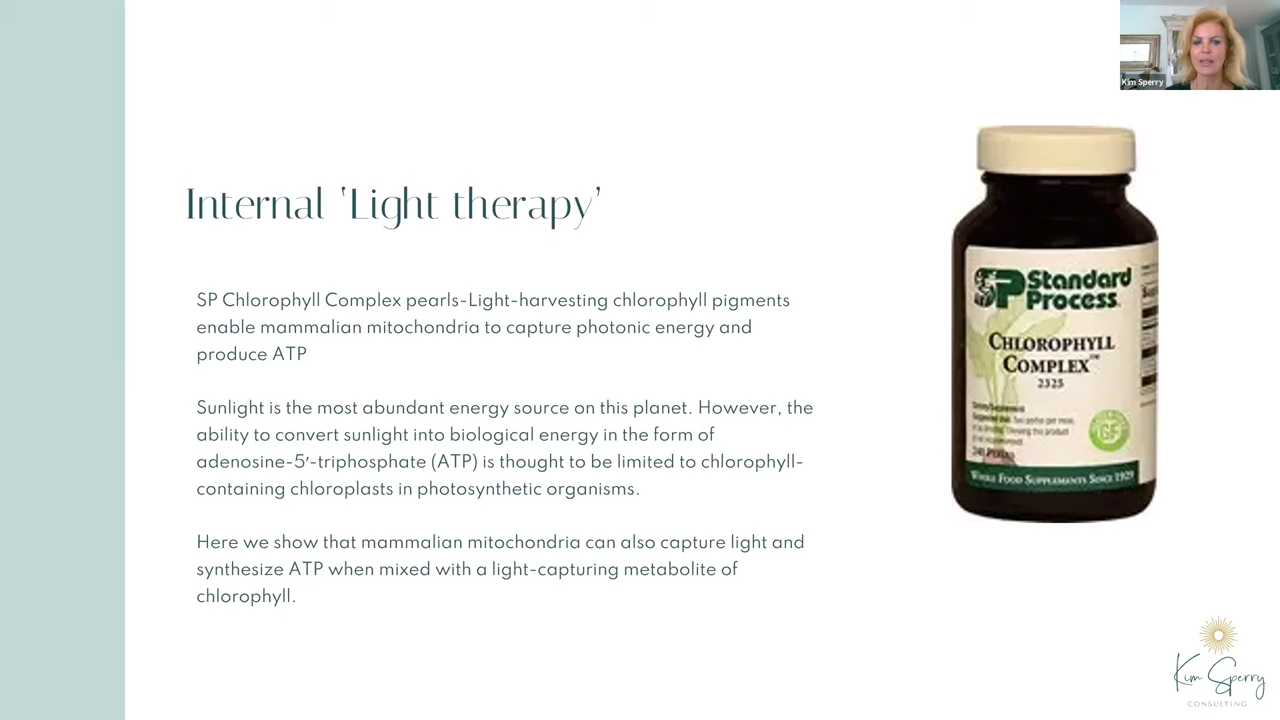 Kim Sperry
Internal ‘Light therapy’
SP Chlorophyll Complex pearls-Light-harvesting chlorophyll pigments
enable mammalian mitochondria to capture photonic energy and
produce ATP
Sunlight is the most abundant energy source on this planet. However, the
ability to convert sunlight into biological energy in the form of
adenosine-5′-triphosphate (ATP) is thought to be limited to chlorophyll-
containing chloroplasts in photosynthetic organisms.
Here we show that mammalian mitochondria can also capture light and
synthesize ATP when mixed with a light-capturing metabolite of
chlorophyll.
SP Standard
Process
CHLOROPHYLL
COMPLEX™
2325
GF
WHOLE FOOD SUPPLEMENTS SINCE 1929
Kim Sperry
CONSULTING